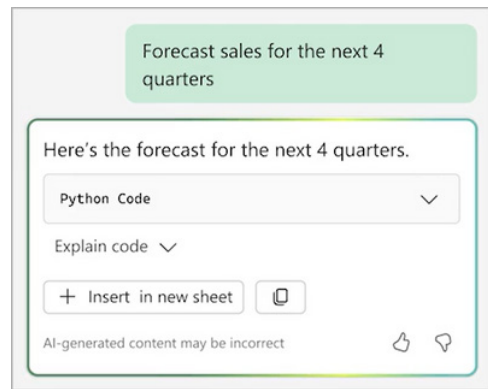 Forecast sales for the next 4
quarters
Here's the forecast for the next 4 quarters.
Python Code
Explain code
Insert in new sheet
AI-generated content may be incorrect